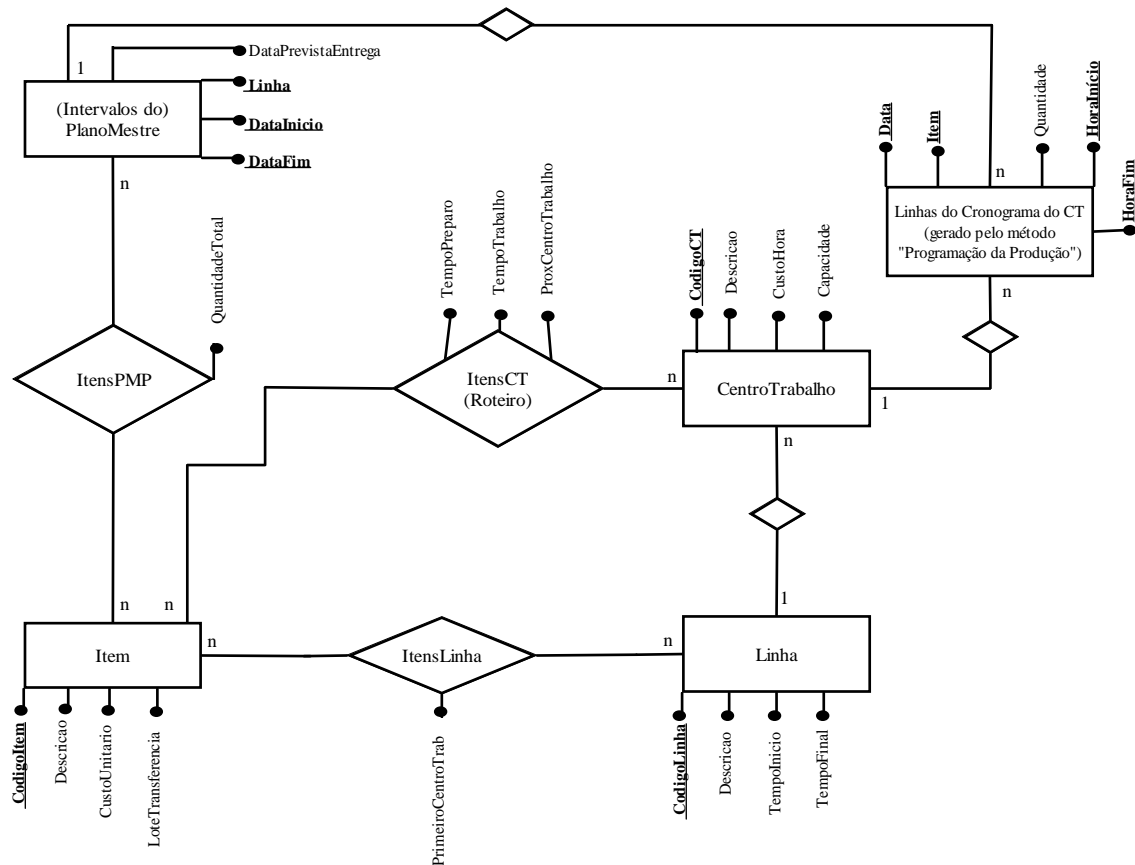 DataPrevistaEntrega
1
Linha
(Intervalos do)
PlanoMestre
DataInicio
DataFim
n
Data
Item
Quantidade
HoraInício
HoraFim
n
Linhas do Cronograma do CT
(gerado pelo método
"Programação da Produção")
n
QuantidadeTotal
ItensPMP
TempoPreparo
TempoTrabalho
ProxCentroTrabalho
ItensCT
(Roteiro)
CodigoCT
Descricao
CustoHora
Capacidade
n
CentroTrabalho
1
n
n
n
1
Item
n
ItensLinha
n
Linha
CodigoItem
Descricao
CustoUnitario
LoteTransferencia
PrimeiroCentroTrab
CodigoLinha
Descricao
TempoInicio
TempoFinal